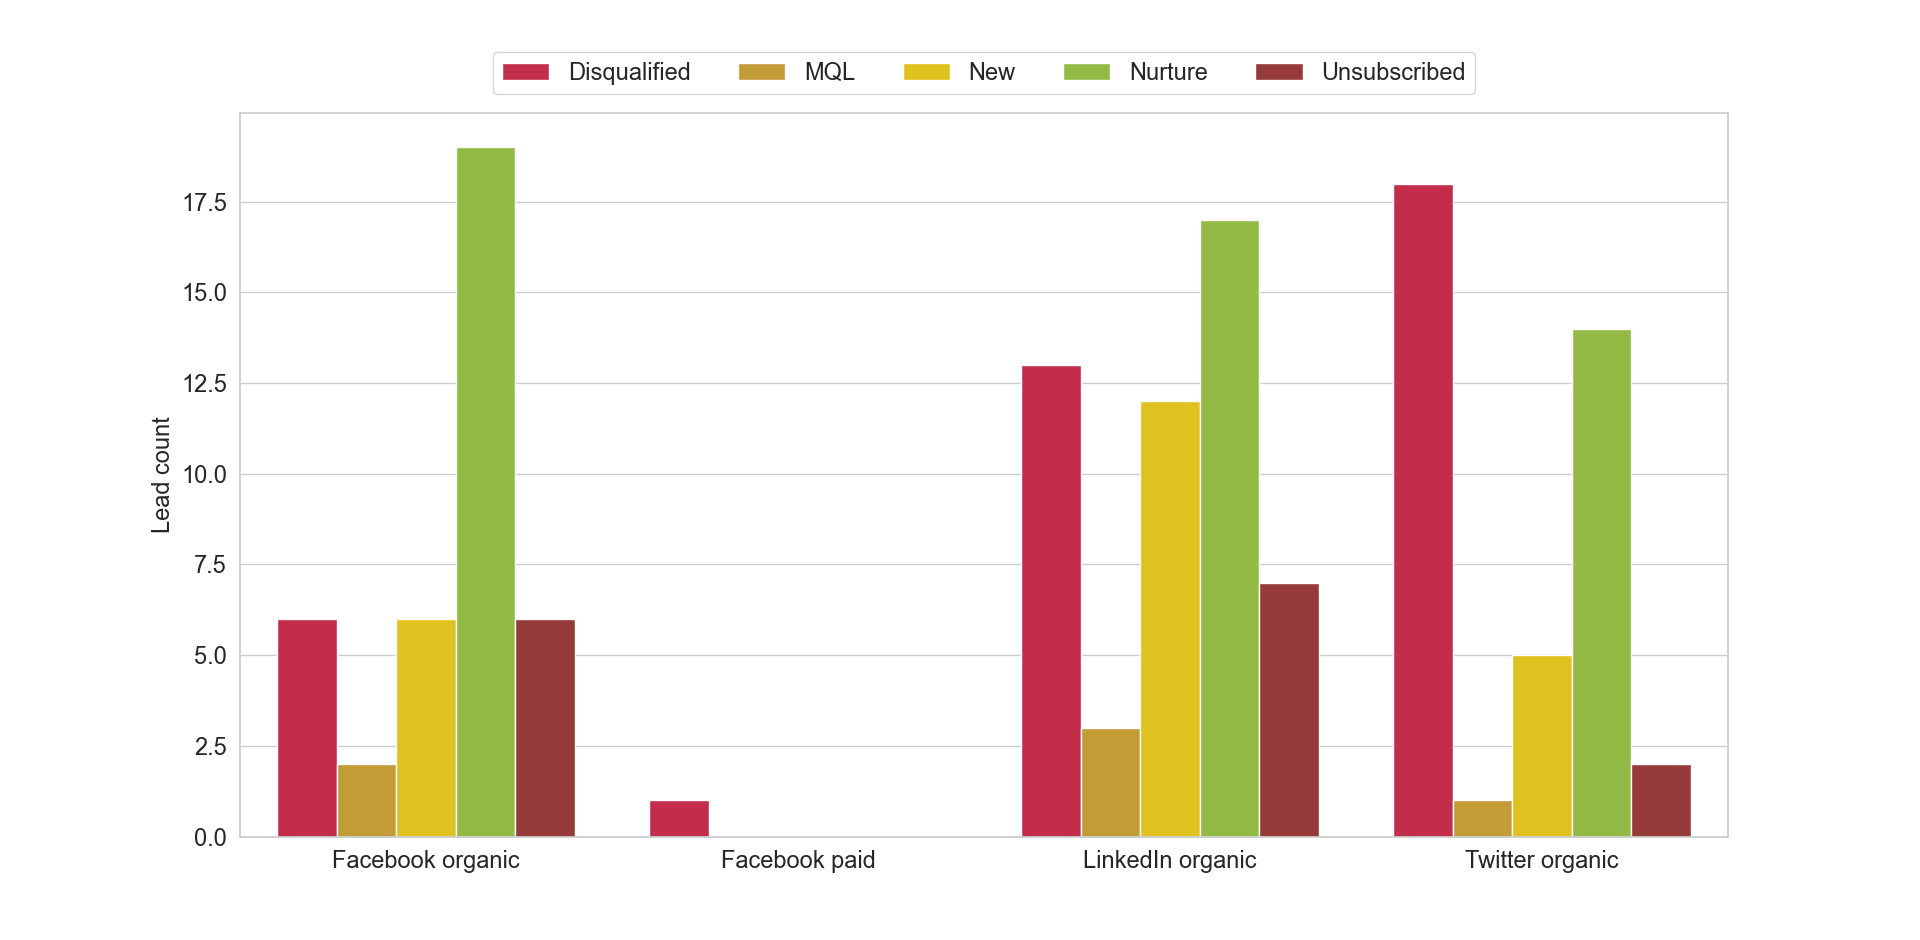 Disqualified MQL New Nurture Unsubscribed
Lead count
17.5
15.0
12.5
10.0
7.5
5.0
2.5
0.0
Facebook organic Facebook paid LinkedIn organic Twitter organic